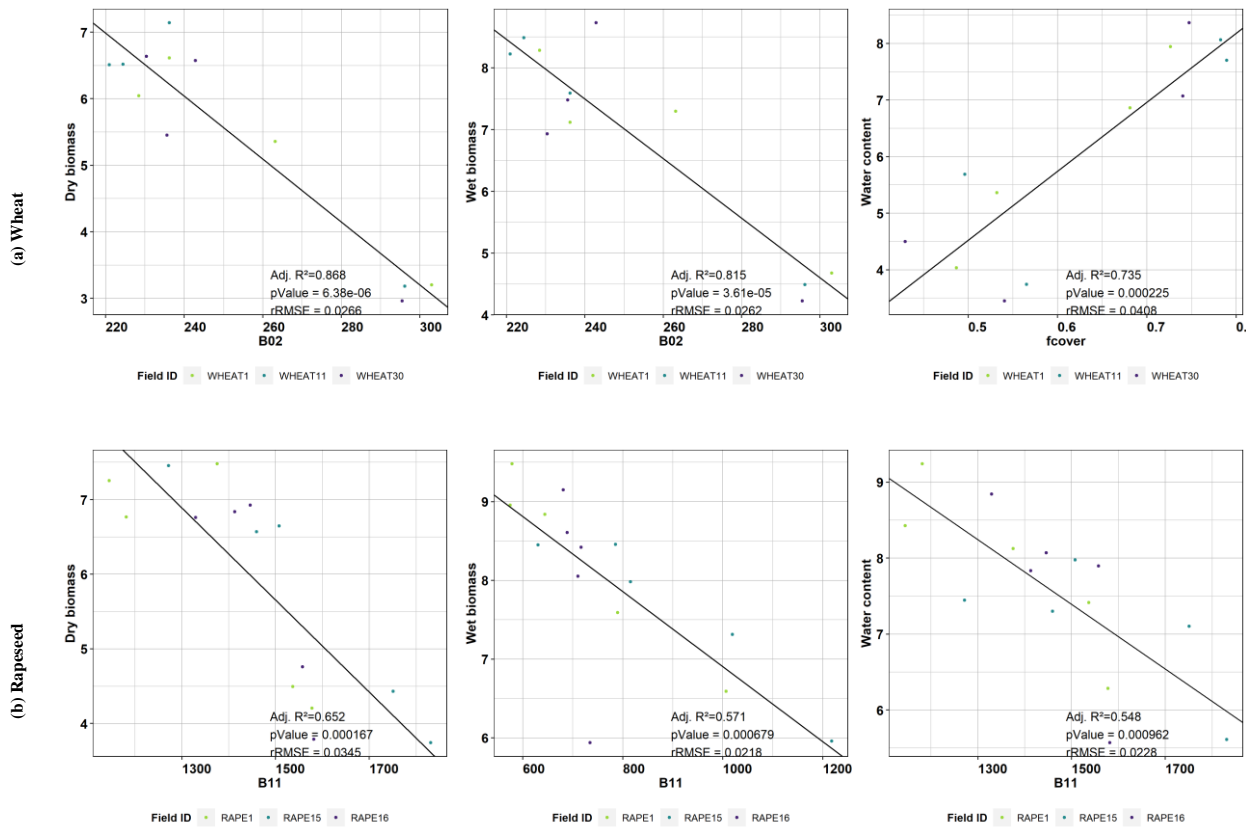 (a) Wheat
7
6
5
4
3
Dry biomass
Adj. R²=0.868
pValue = 6.38e-06
rRMSE = 0.0266
220 240 260 280 300
B02
Field ID WHEAT1 WHEAT11 WHEAT30
8
7
6
5
4
Wet biomass
Adj. R²=0.815
pValue = 3.61e-05
rRMSE = 0.0262
220 240 260 280 300
B02
Field ID WHEAT1 WHEAT11 WHEAT30
8
7
6
5
4
Water content
Adj. R²=0.735
pValue = 0.000225
rRMSE = 0.0408
0.5 0.6 0.7 0.
fcover
Field ID WHEAT1 WHEAT11 WHEAT30
(b) Rapeseed
7
6
5
4
Dry biomass
Adj. R²=0.652
pValue = 0.000167
rRMSE = 0.0345
1300 1500 1700
B11
Field ID RAPE1 RAPE15 RAPE16
9
8
7
6
Wet biomass
Adj. R²=0.571
pValue = 0.000679
rRMSE = 0.0218
600 800 1000 1200
B11
Field ID RAPE1 RAPE15 RAPE16
9
8
7
6
Water content
Adj. R²=0.548
pValue = 0.000962
rRMSE = 0.0228
1300 1500 1700
B11
Field ID RAPE1 RAPE15 RAPE16